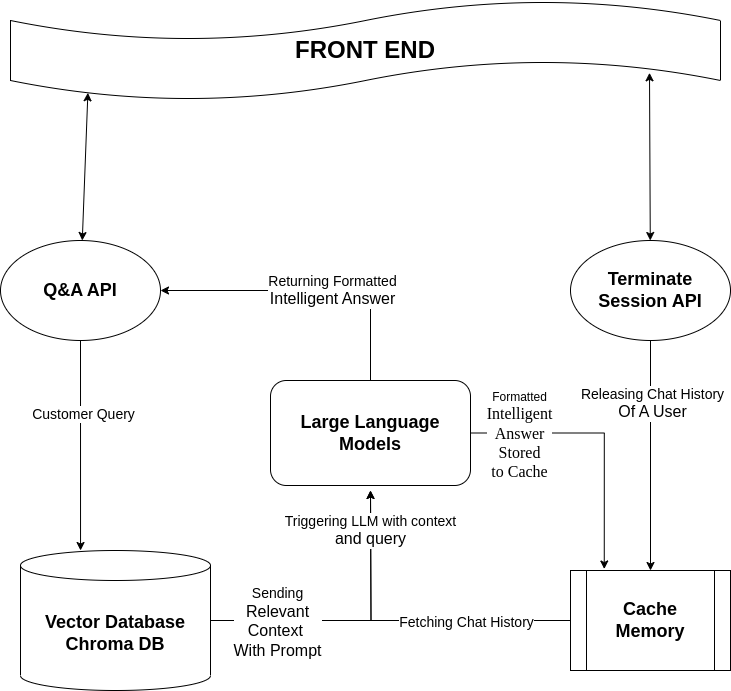 FRONT END
Q&A API
Returning Formatted
Intelligent Answer
Terminate
Session API
Customer Query
Large Language
Models
Formatted
Intelligent
Answer
Stored
to Cache
Releasing Chat History
Of A User
Triggering LLM with context
and query
Vector Database
Chroma DB
Sending
Relevant
Context
With Prompt
Fetching Chat History
Cache
Memory